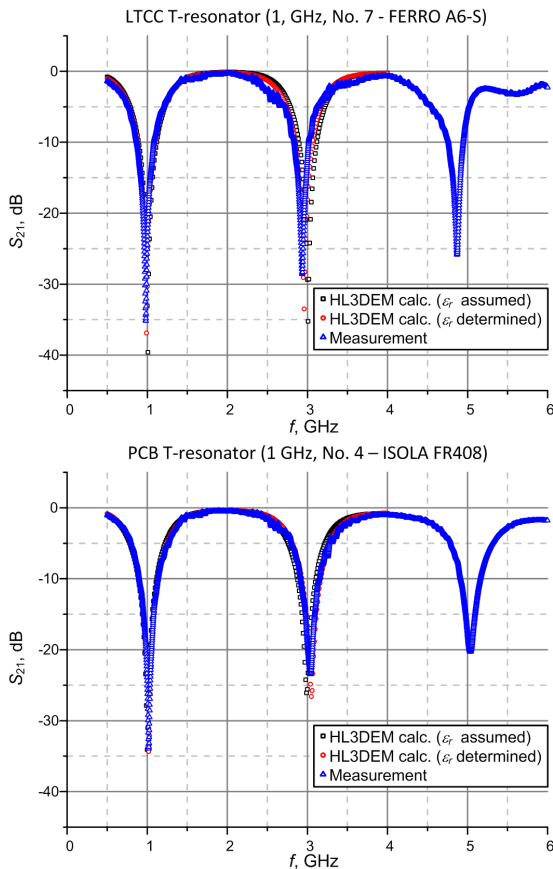 LTCC T-resonator (1, GHz, No. 7 - FERRO A6-S)
0
-10
-20
-30
-40
S21, dB
HL3DEM calc. (εr assumed)
HL3DEM calc. (εr determined)
Measurement
0 1 2 3 4 5 6
f, GHz
PCB T-resonator (1 GHz, No. 4 – ISOLA FR408)
0
-10
-20
-30
-40
S21, dB
HL3DEM calc. (εr assumed)
HL3DEM calc. (εr determined)
Measurement
0 1 2 3 4 5 6
f, GHz